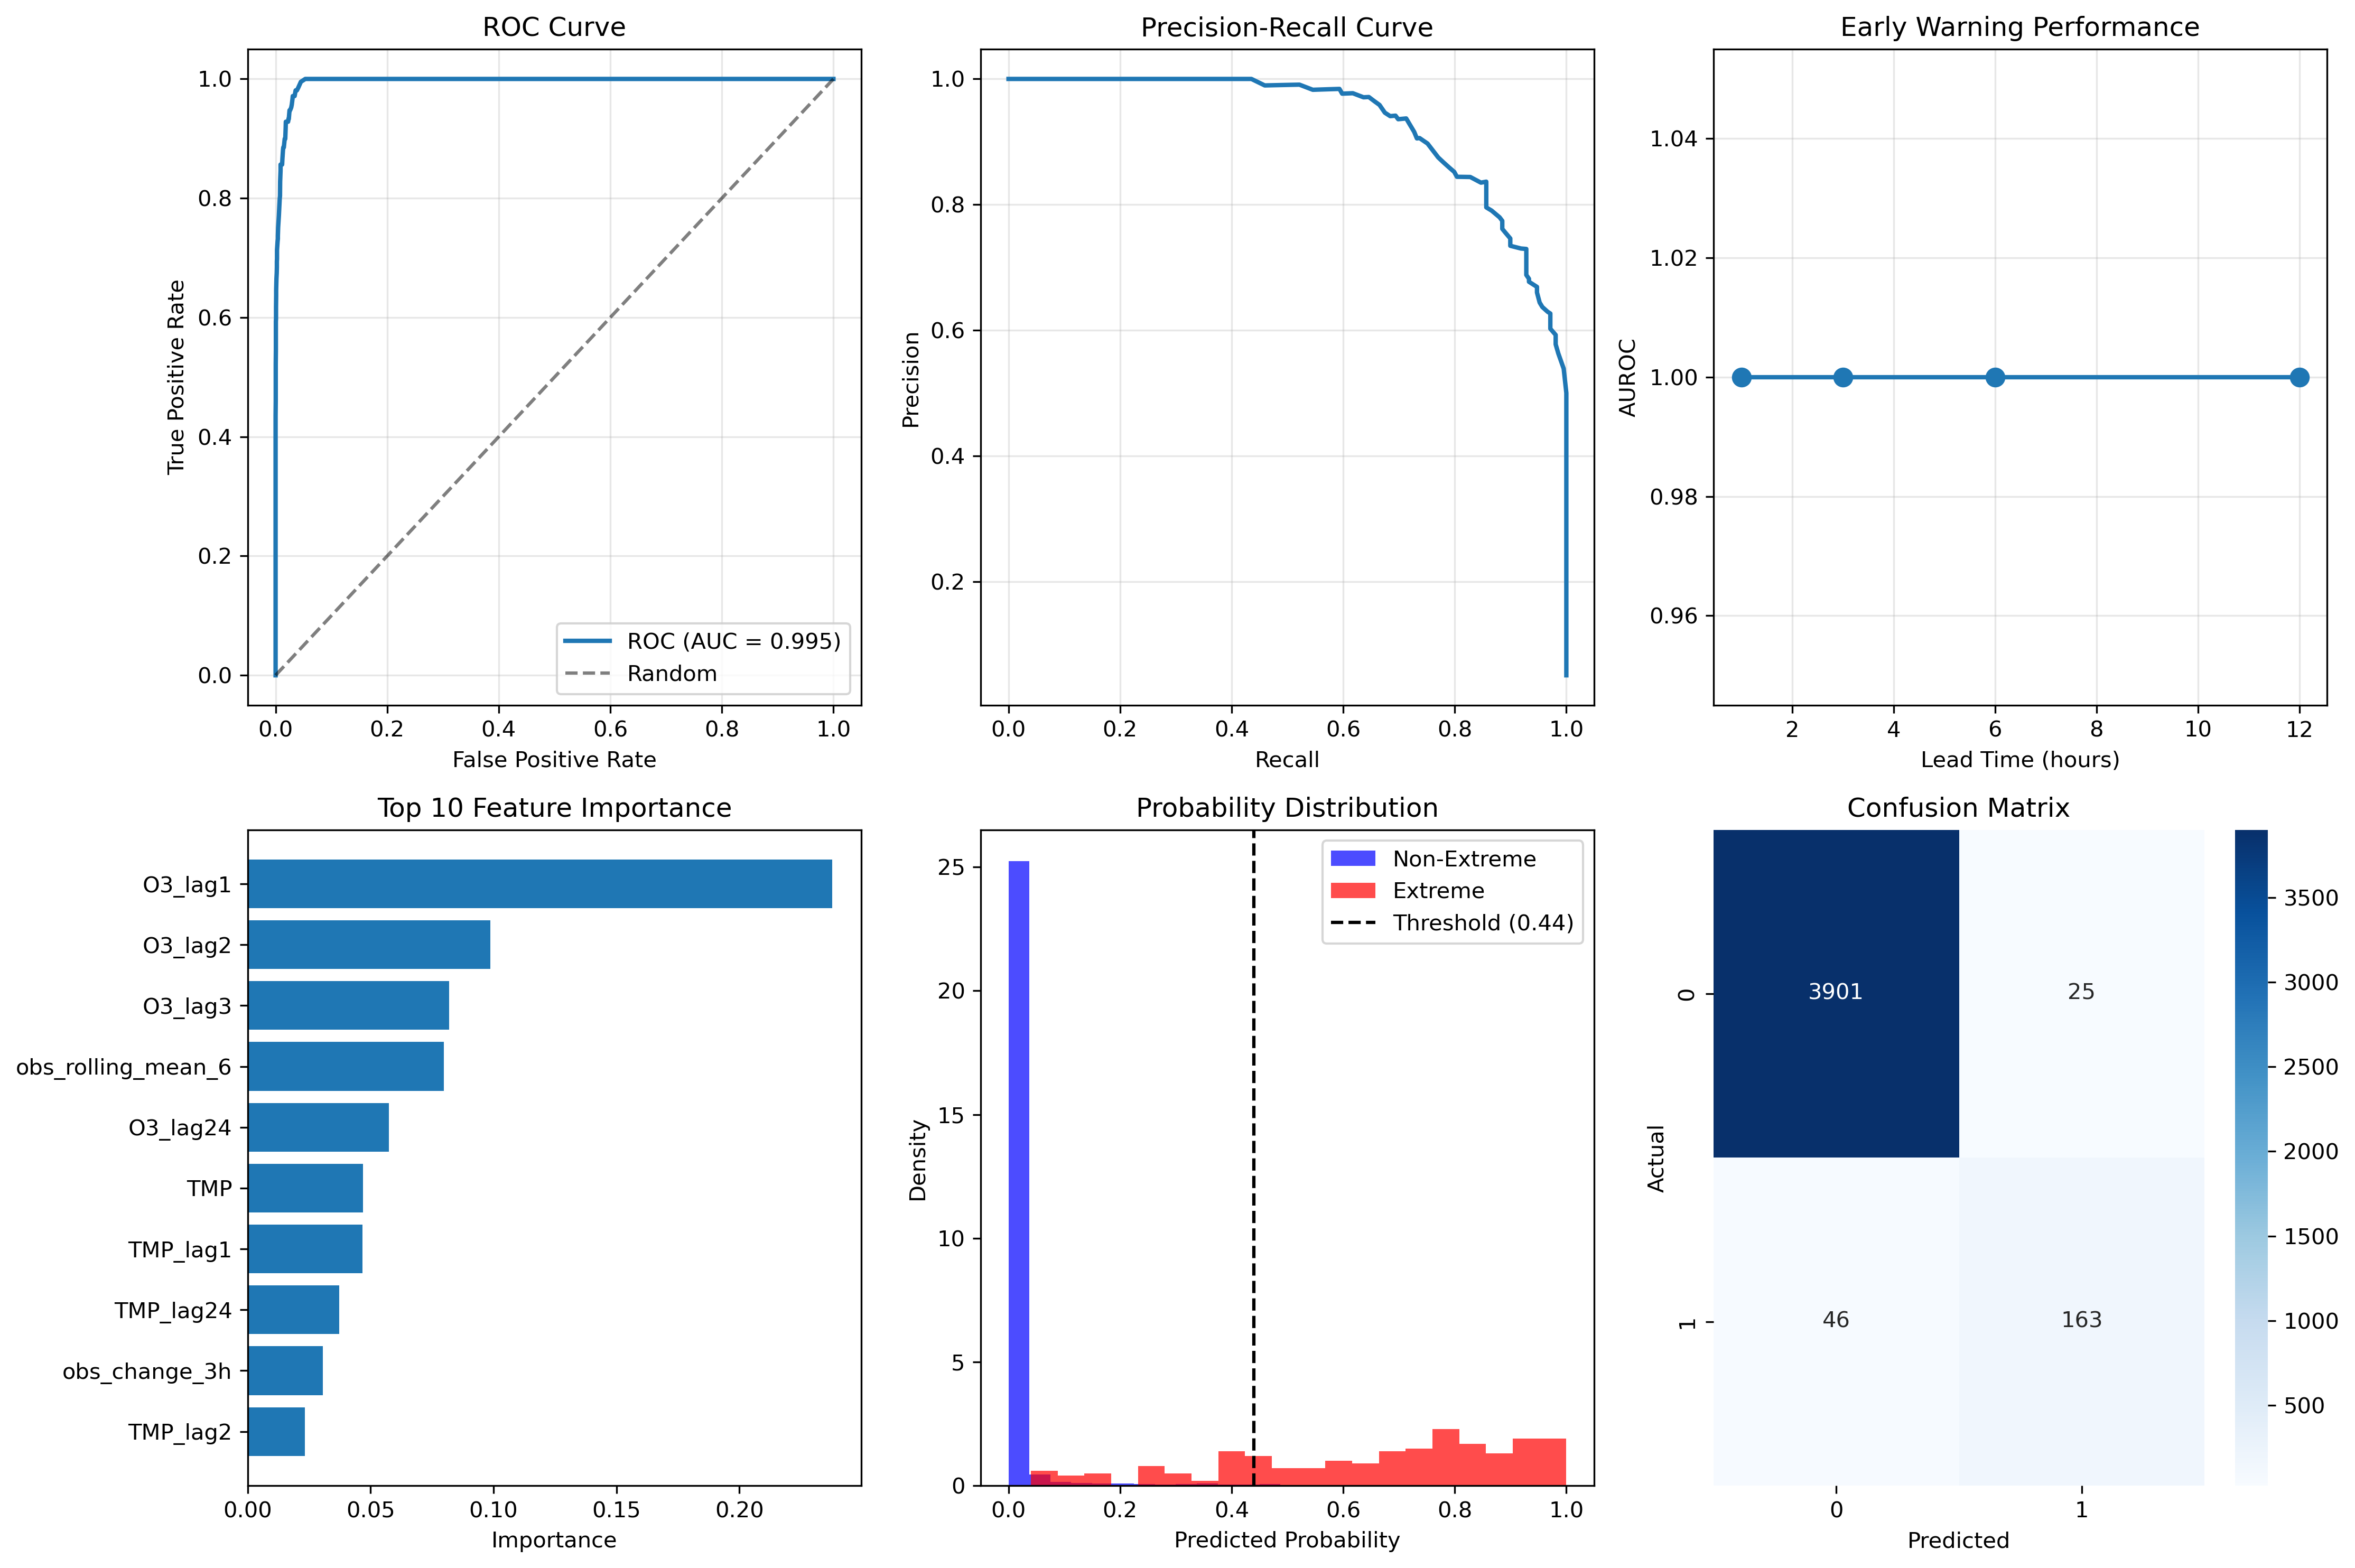 ROC Curve
1.0
0.8
0.6
0.4
0.2
0.0
True Positive Rate
0.0 0.2 0.4 0.6 0.8 1.0
False Positive Rate
ROC (AUC = 0.995)
Random
Precision-Recall Curve
1.0
0.8
0.6
0.4
0.2
Precision
0.0 0.2 0.4 0.6 0.8 1.0
Recall
Early Warning Performance
1.04
1.02
1.00
0.98
0.96
AUROC
2 4 6 8 10 12
Lead Time (hours)
Top 10 Feature Importance
O3_lag1
O3_lag2
O3_lag3
obs_rolling_mean_6
O3_lag24
TMP
TMP_lag1
TMP_lag24
obs_change_3h
TMP_lag2
0.00 0.05 0.10 0.15 0.20
Importance
Probability Distribution
Non-Extreme
Extreme
Threshold (0.44)
25
20
15
10
5
0
Density
0.0 0.2 0.4 0.6 0.8 1.0
Predicted Probability
Confusion Matrix
0
1
Actual
3901 25
46 163
0 1
Predicted
3500
3000
2500
2000
1500
1000
500